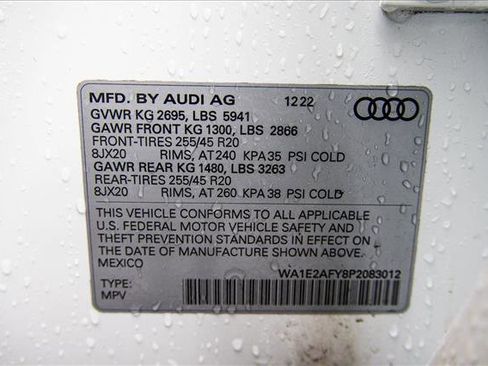 MFD. BY AUDI AG 1222
GVWR KG 2695, LBS 5941
GAWR FRONT KG 1300, LBS 2866
FRONT-TIRES 255/45 R20
8JX20 RIMS, AT 240 KPA 35 PSI COLD
GAWR REAR KG 1480, LBS 3263
REAR-TIRES 255/45 R20
8JX20 RIMS, AT 260 KPA 38 PSI COLD.
THIS VEHICLE CONFORMS TO ALL APPLICABLE
U.S. FEDERAL MOTOR VEHICLE SAFETY AND
THEFT PREVENTION STANDARDS IN EFFECT ON
THE DATE OF MANUFACTURE SHOWN ABOVE.
MEXICO
WA1E2AFY8P2083012
TYPE:
MPV